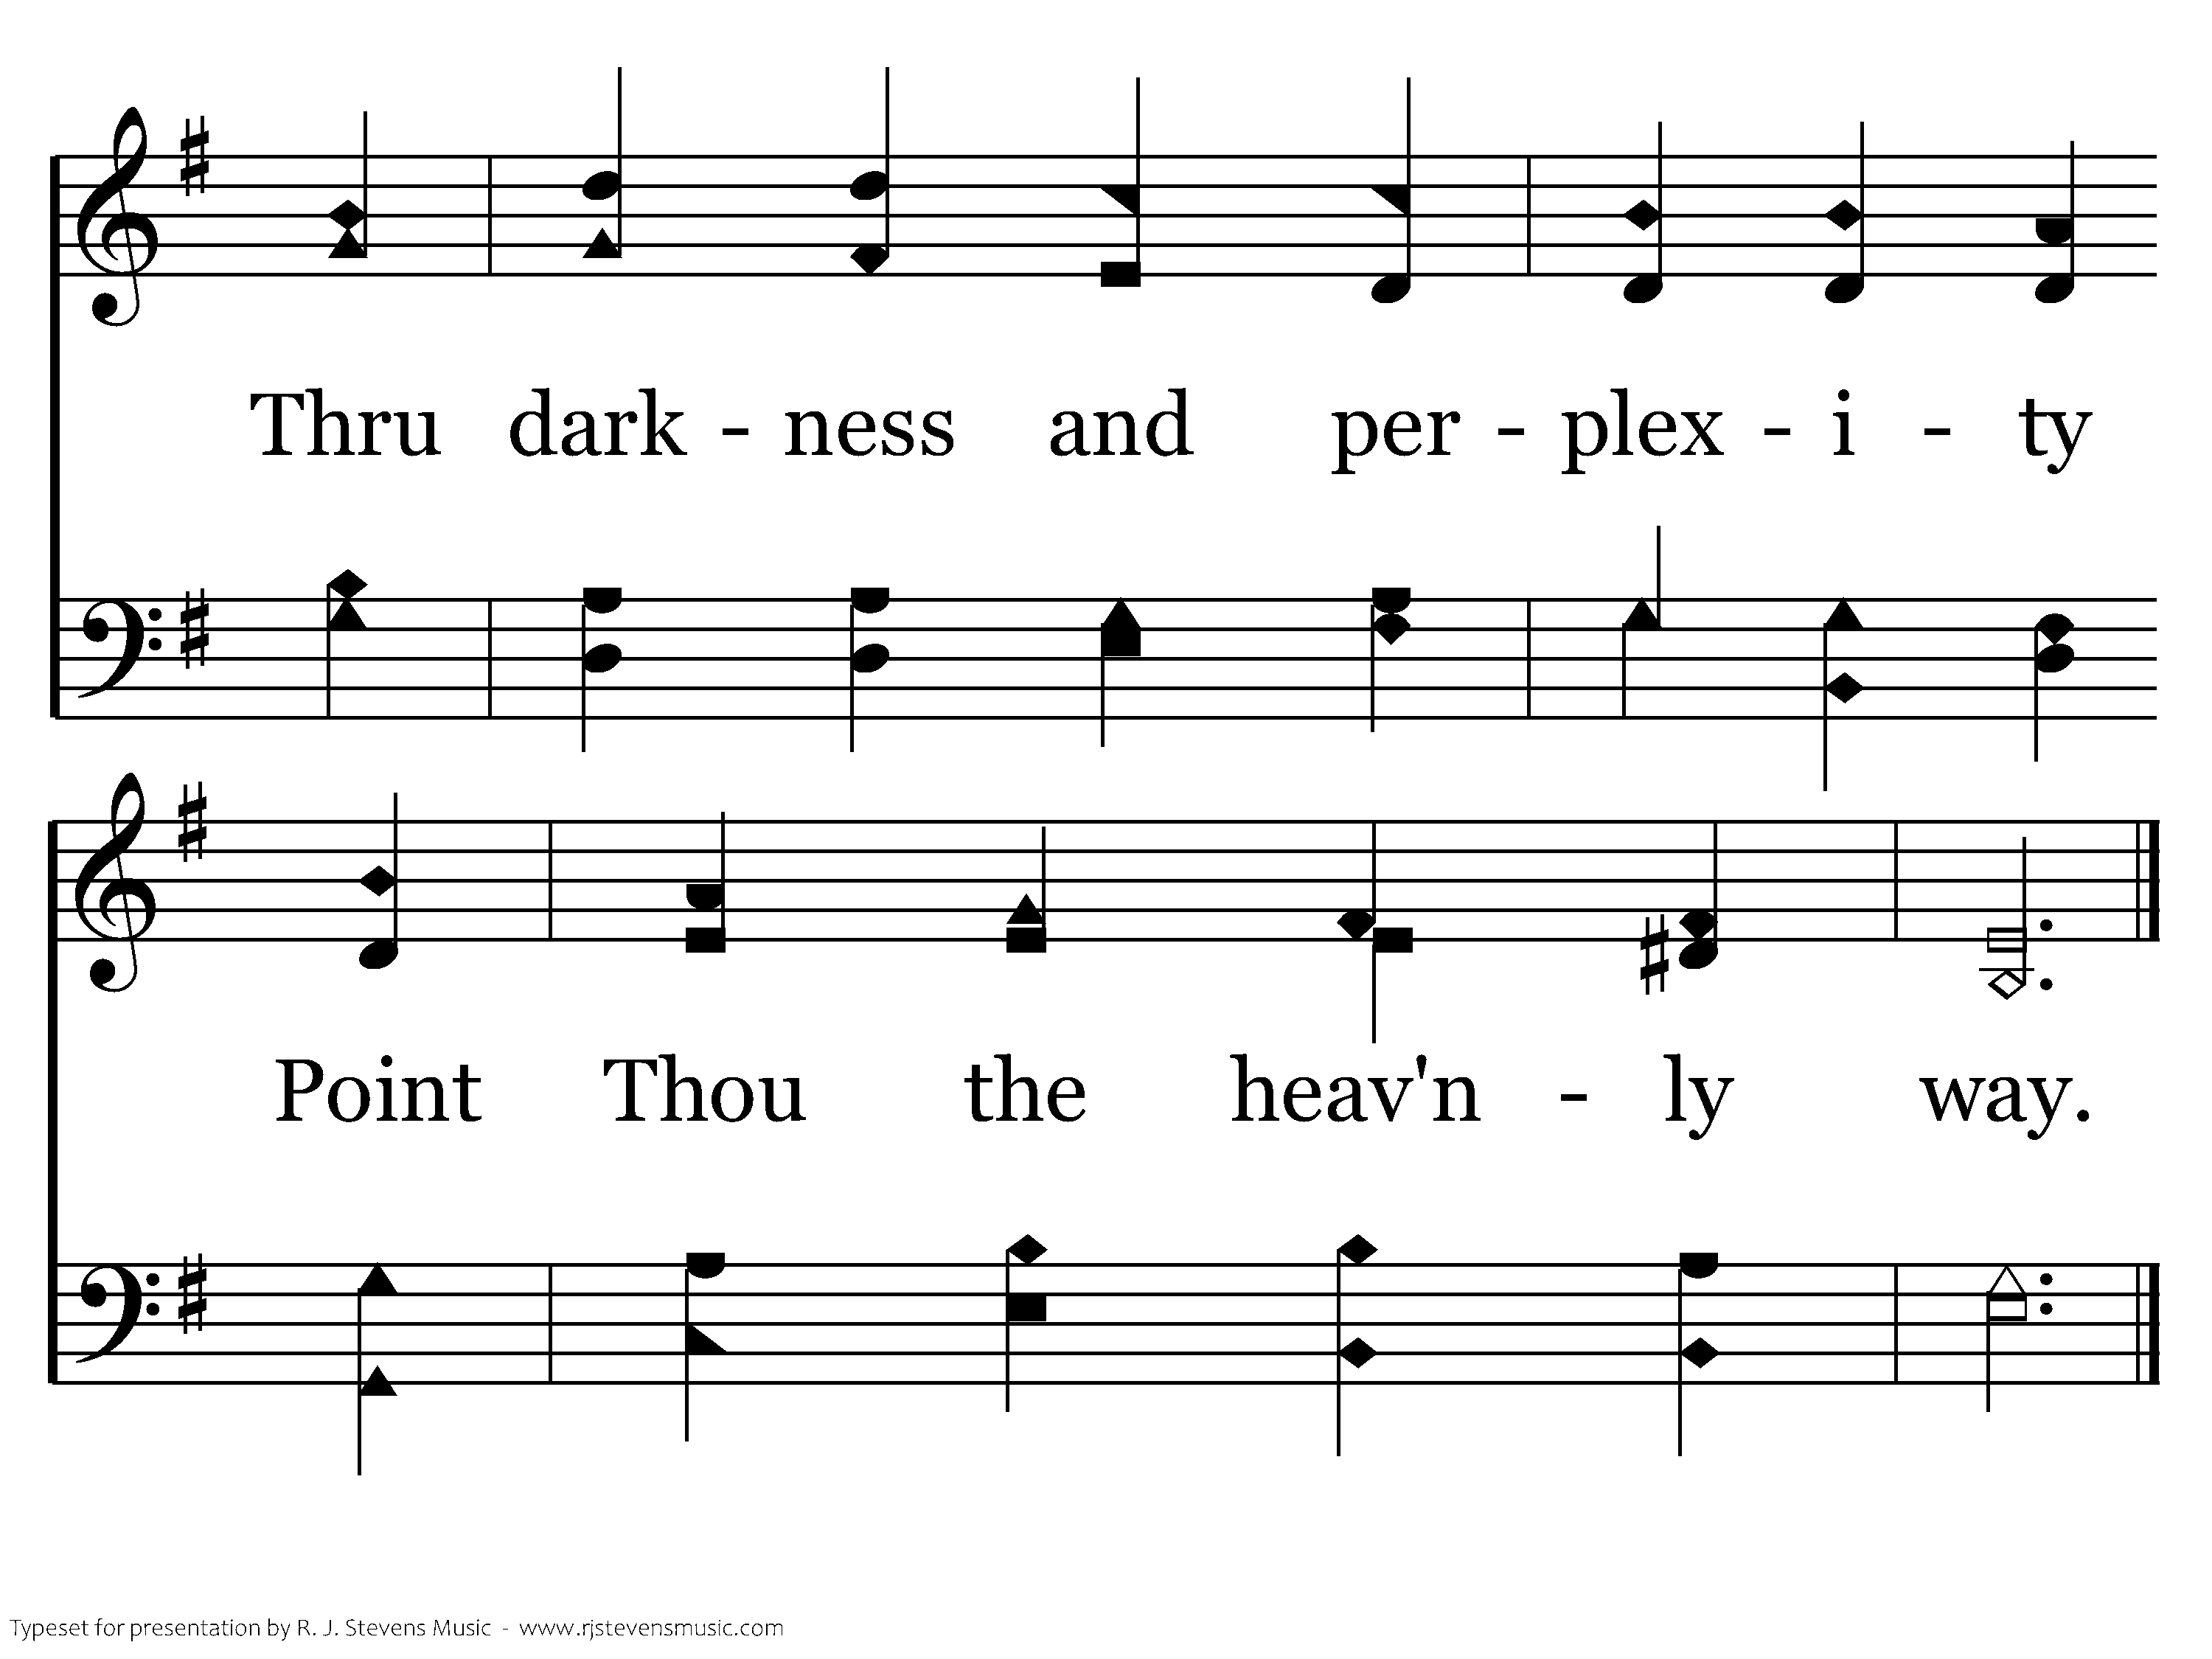 Thru dark - ness and per - plex - i - ty
Point Thou the heav'n - ly way.
Typeset for presentation by R. J. Stevens Music - www.rjstevensmusic.com